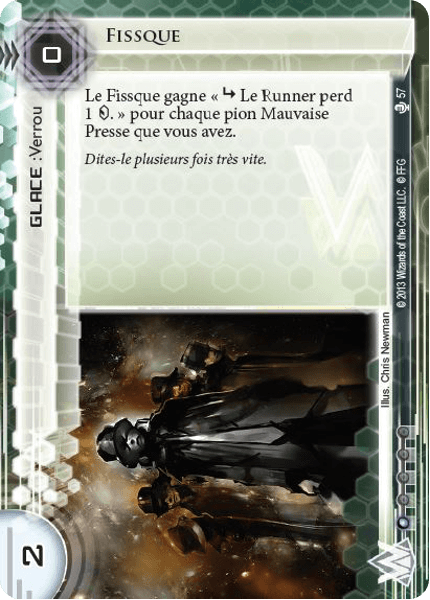 0
FISSQUE
Le Fissque gagne « ↳ Le Runner perd
1 . » pour chaque pion Mauvaise
Presse que vous avez.
Dites-le plusieurs fois très vite.
GLACE :Verrou
57
© 2013 Wizards of the Coast LLC. © FFG
Illus. Chris Newman
2